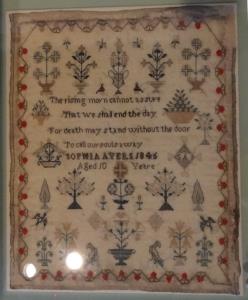 The rising morn cannot assure
That we shall end the day
For death may stand without the door
To call our souls away
SOPHIA AYERS 1845
Aged 10 Years